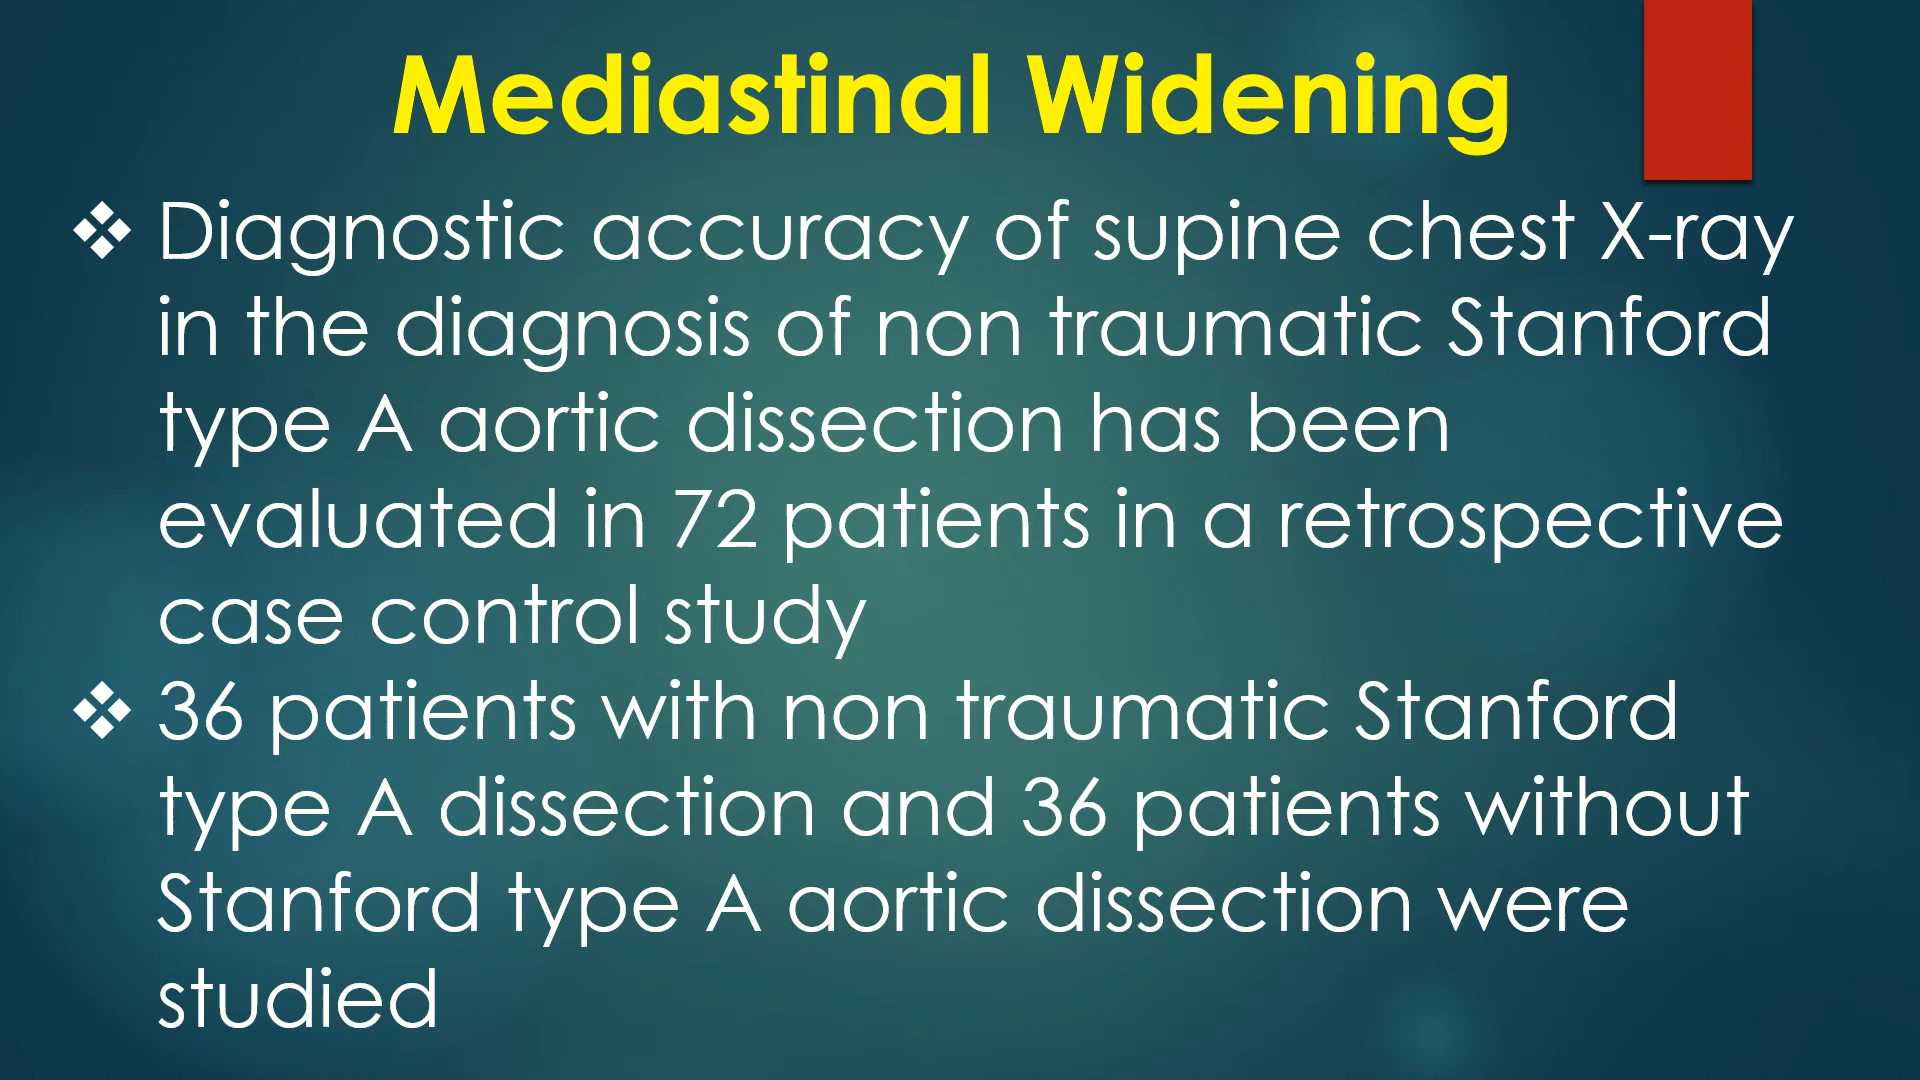 Mediastinal Widening
❖ Diagnostic accuracy of supine chest X-ray
in the diagnosis of non traumatic Stanford
type A aortic dissection has been
evaluated in 72 patients in a retrospective
case control study
❖ 36 patients with non traumatic Stanford
type A dissection and 36 patients without
Stanford type A aortic dissection were
studied